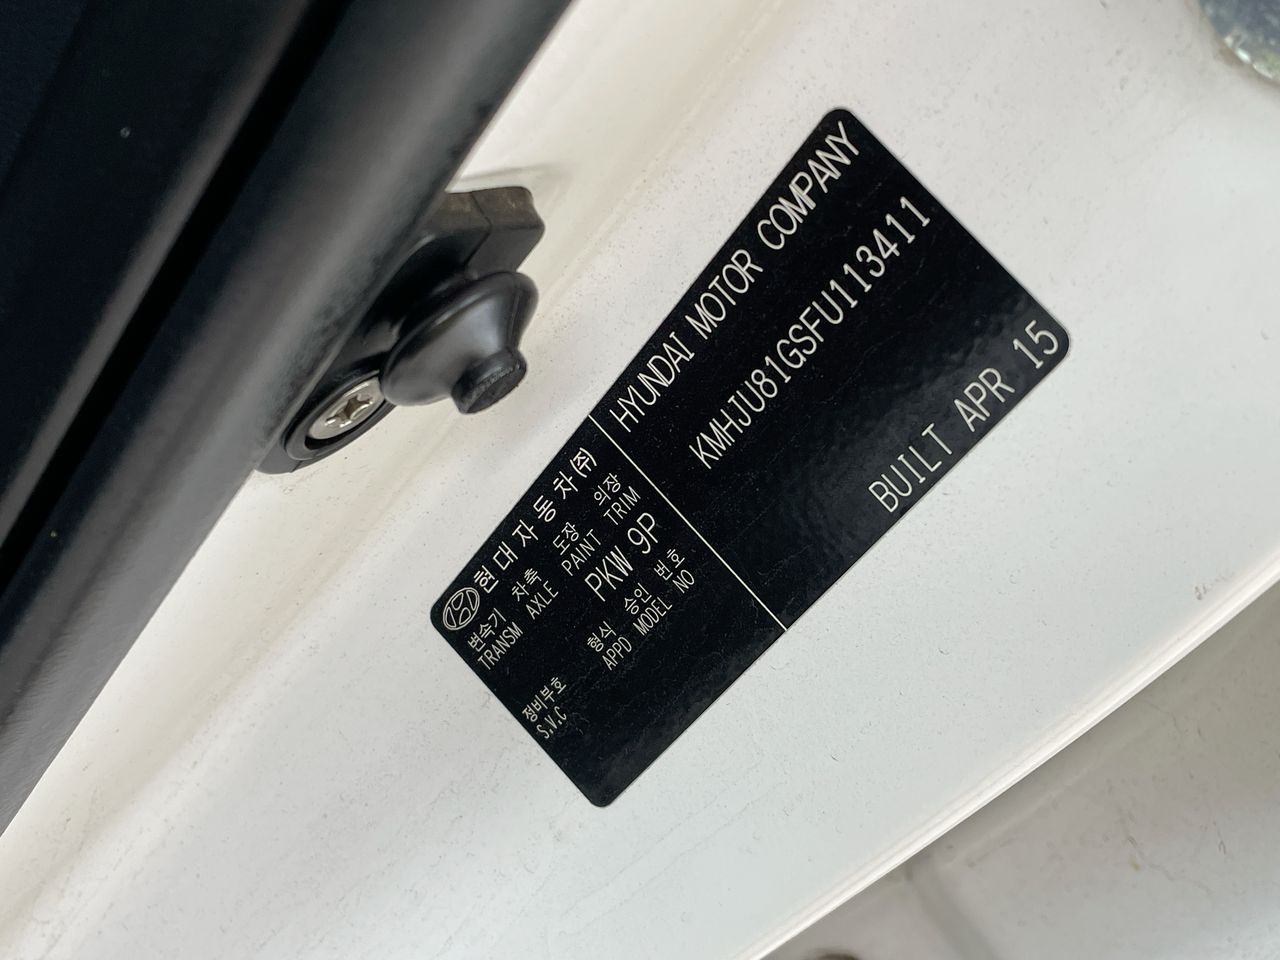 현대자동차(주)
변속기 차축 도장 의장
TRANSM AXLE PAINT TRIM
PKW 9P
형식 승인 번호
APPD MODEL NO
정비부호
S.V.C
HYUNDAI MOTOR COMPANY
KMHJU81GSFU113411
BUILT APR 15